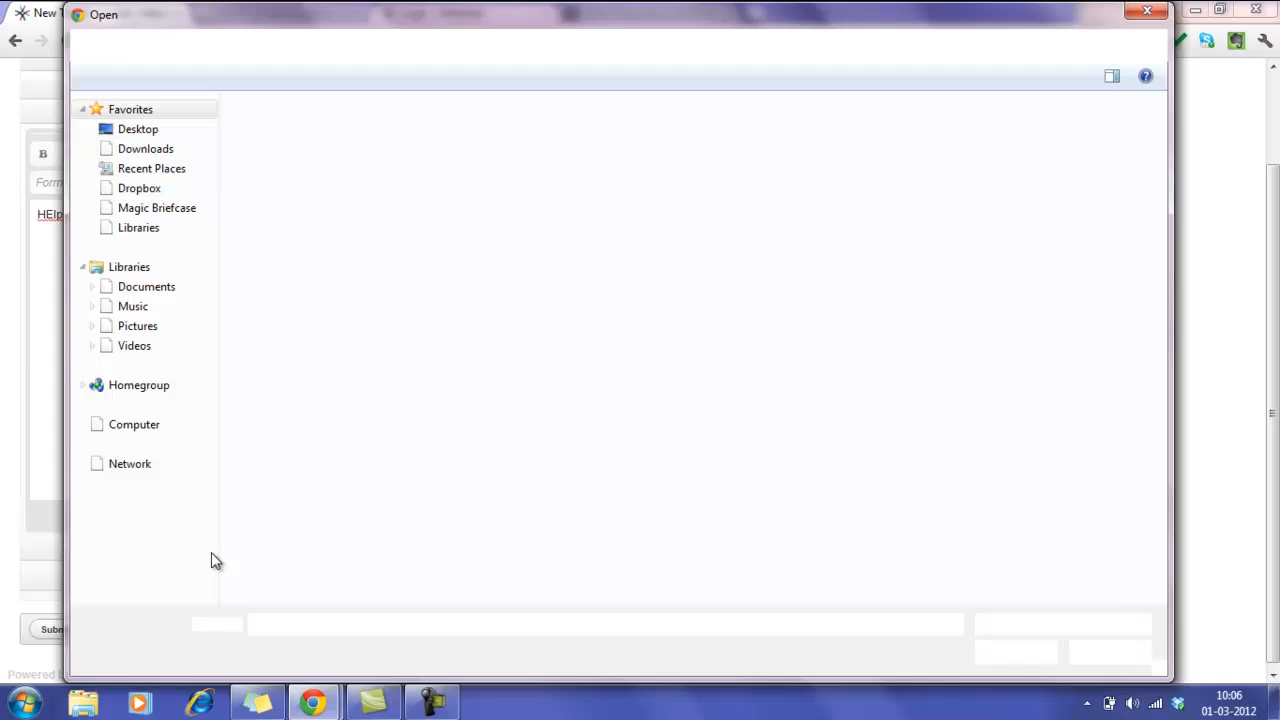 New T
Open
Favorites
Desktop
Downloads
Recent Places
Dropbox
Magic Briefcase
Libraries
Libraries
Documents
Music
Pictures
Videos
Homegroup
Computer
Network
B
Form
HElp
Subn
Powered
10:06
01-03-2012